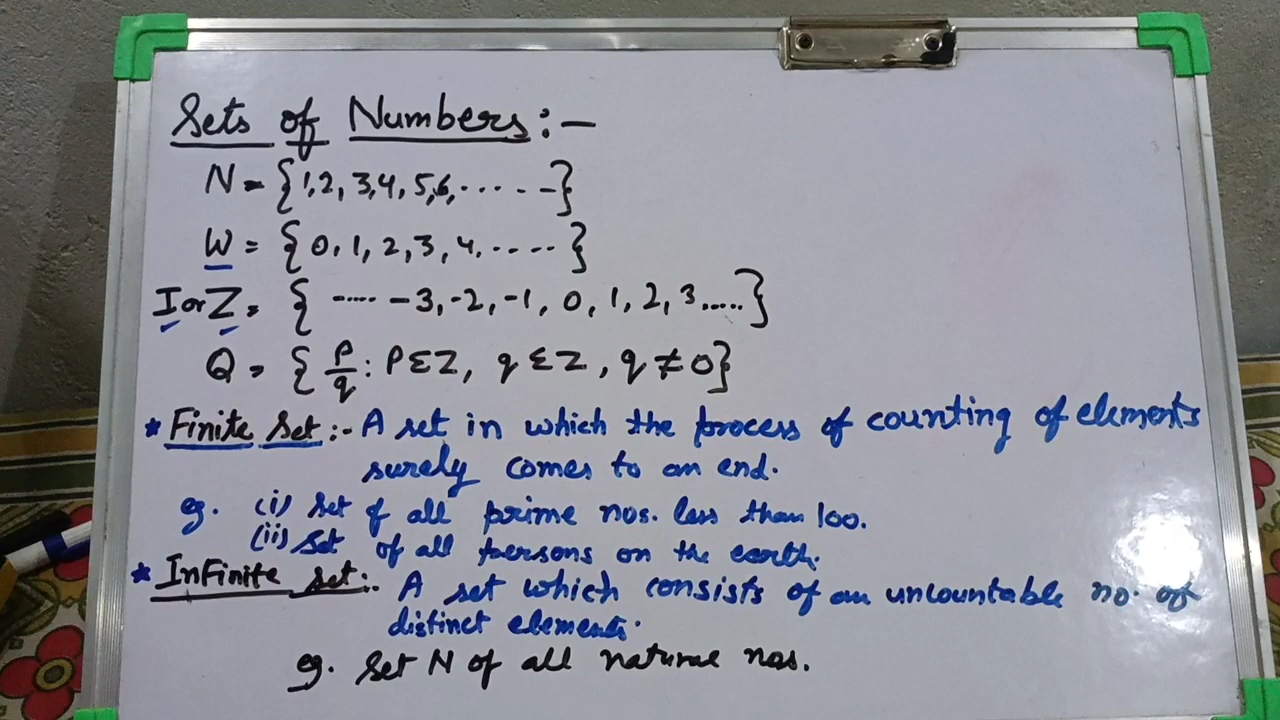 Sets of Numbers:-
N = {1,2, 3,4, 5,6,...... -}
W = {0, 1, 2, 3, 4, ..... }
I or Z = { ..... -3, -2, -1, 0, 1, 2, 3.....}
Q = { p/q : p∈Z, q∈Z, q≠0}
* Finite Set :- A set in which the process of counting of elements
surely comes to an end.
eg. (i) Set of all prime nos. less than 100.
(ii) Set of all persons on the earth.
* InFinite set:- A set which consists of an uncountable no. of
distinct elements.
eg. Set N of all natural nos.